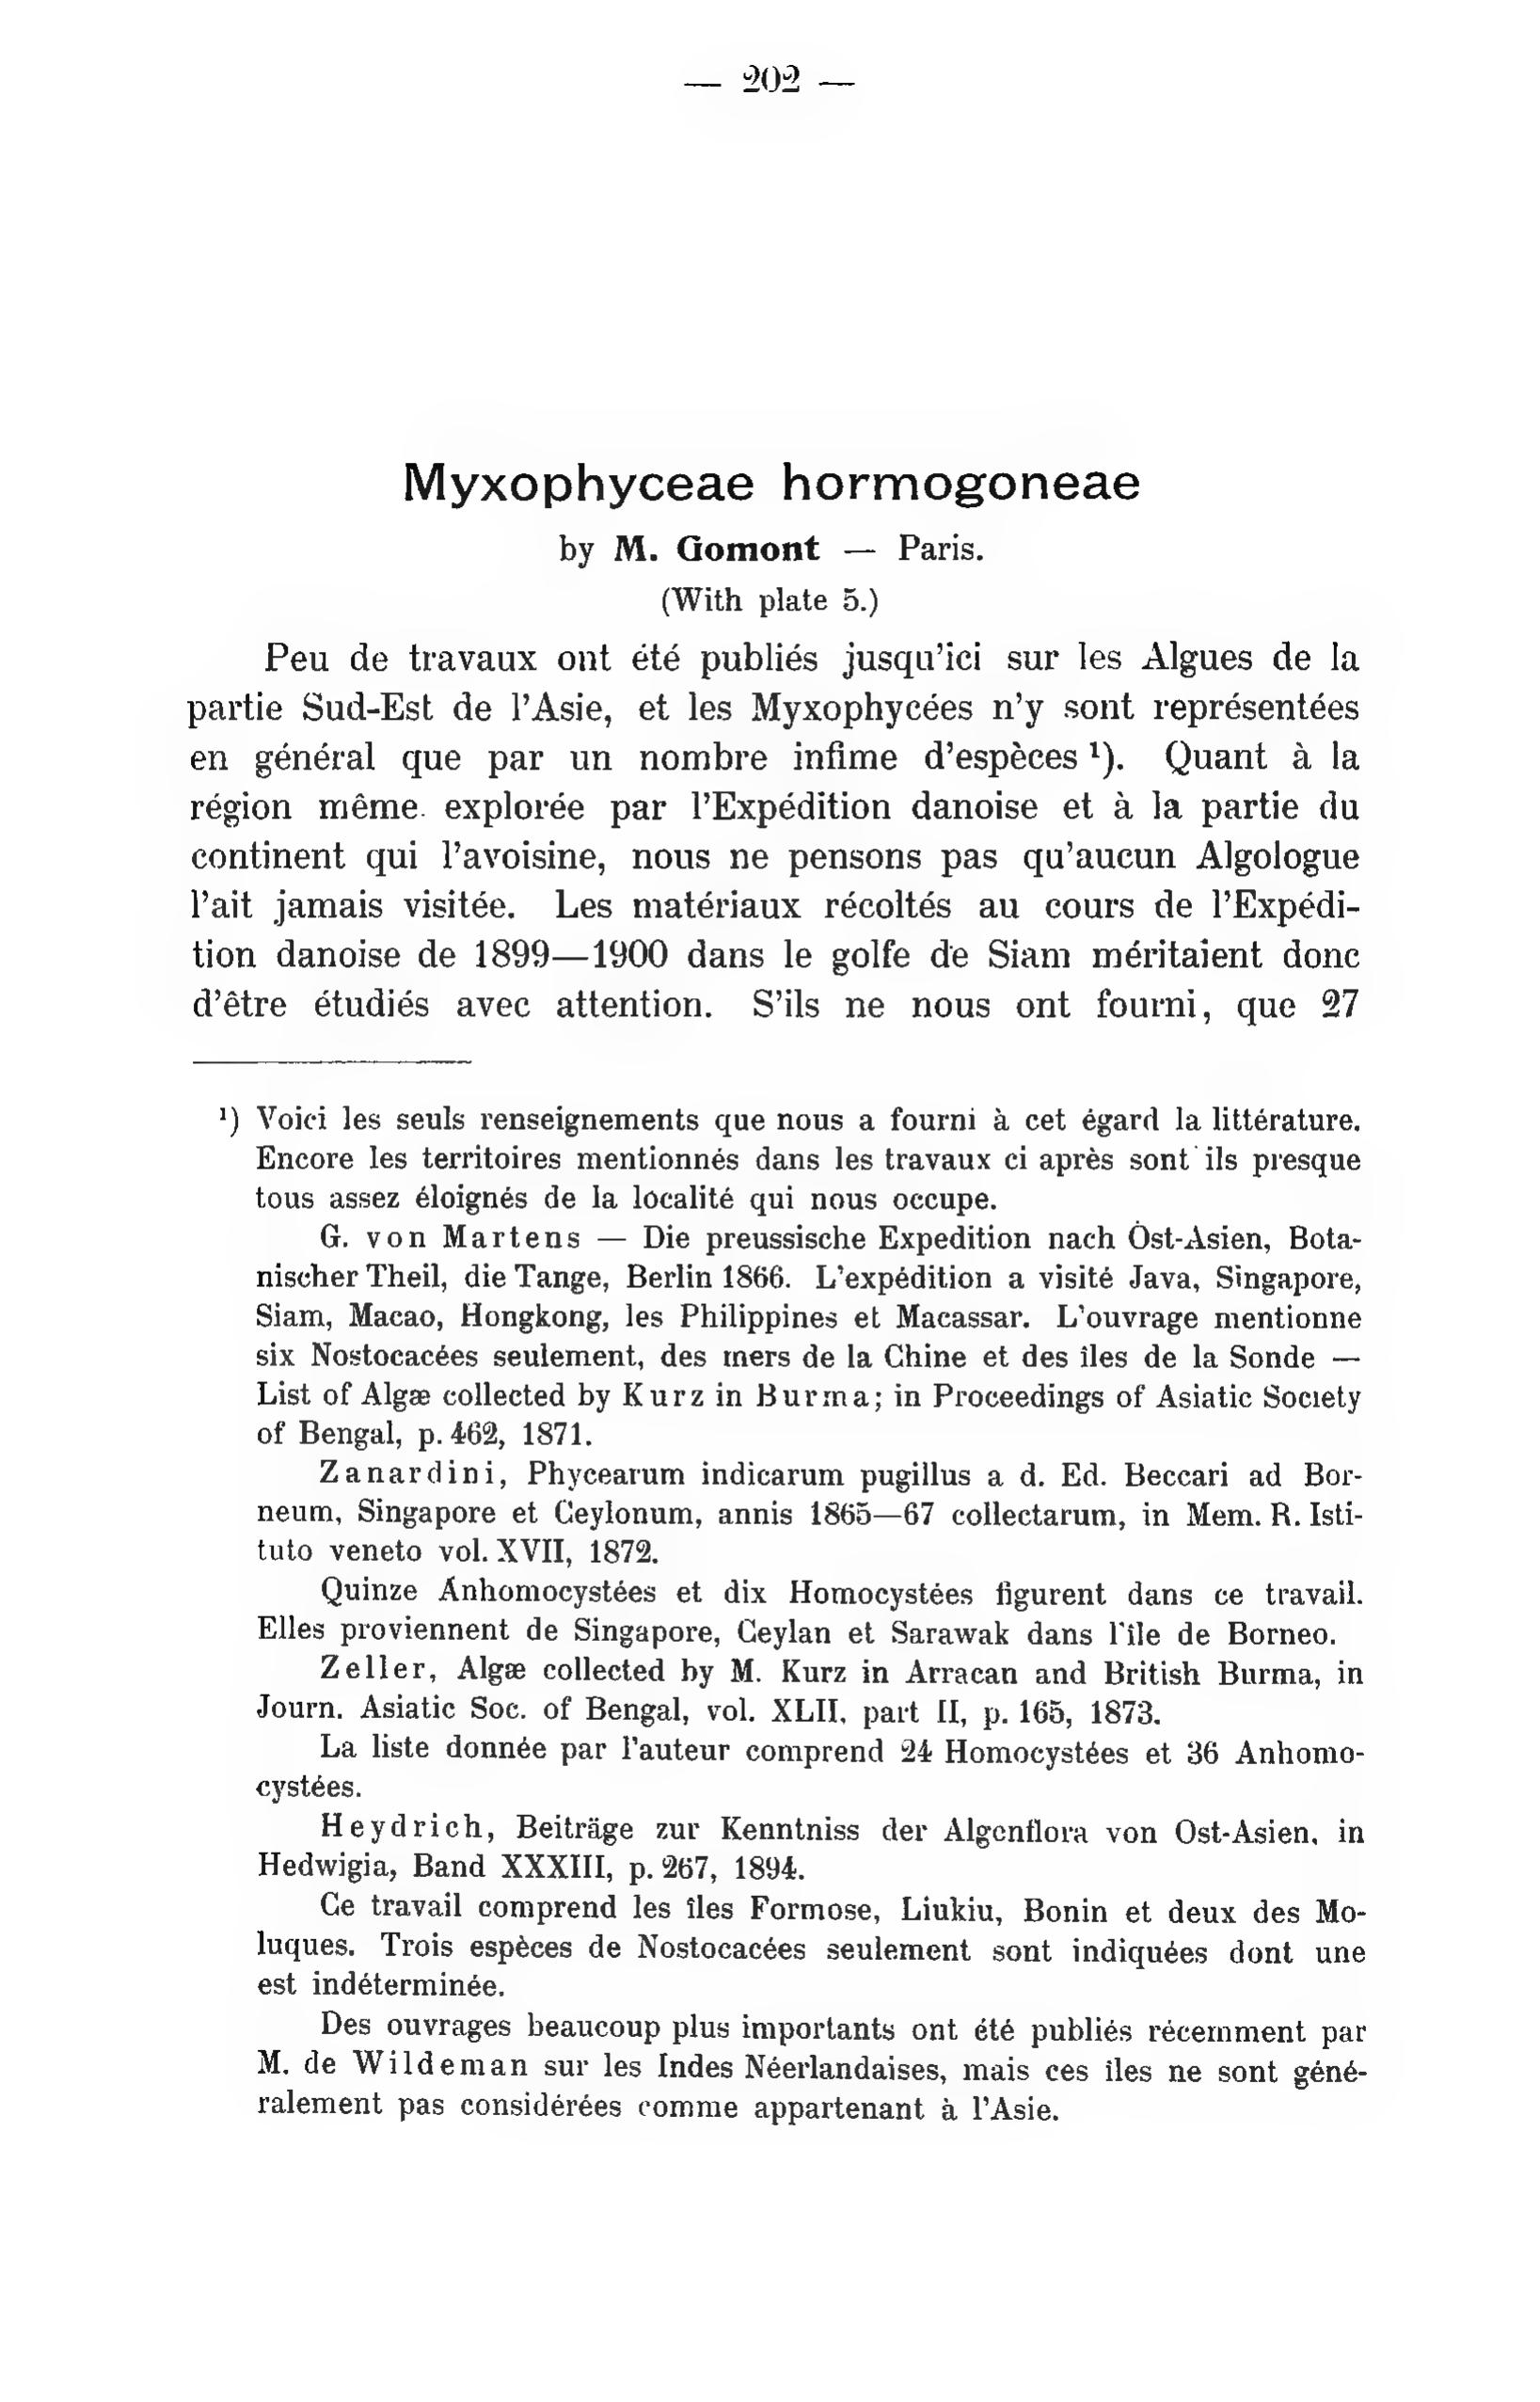 — 202 —
Myxophyceae hormogoneae
by M. Gomont — Paris.
(With plate 5.)
Peu de travaux ont été publiés jusqu'ici sur les Algues de la
partie Sud-Est de l'Asie, et les Myxophycées n'y sont représentées
en général que par un nombre infime d'espèces ¹). Quant à la
région même explorée par l'Expédition danoise et à la partie du
continent qui l'avoisine, nous ne pensons pas qu'aucun Algologue
l'ait jamais visitée. Les matériaux récoltés au cours de l'Expédi-
tion danoise de 1899—1900 dans le golfe de Siam méritaient donc
d'être étudiés avec attention. S'ils ne nous ont fourni, que 27
¹) Voici les seuls renseignements que nous a fourni à cet égard la littérature.
Encore les territoires mentionnés dans les travaux ci après sont ils presque
tous assez éloignés de la localité qui nous occupe.
G. von Martens — Die preussische Expedition nach Ost-Asien, Bota-
nischer Theil, die Tange, Berlin 1866. L'expédition a visité Java, Singapore,
Siam, Macao, Hongkong, les Philippines et Macassar. L'ouvrage mentionne
six Nostocacées seulement, des mers de la Chine et des îles de la Sonde —
List of Algæ collected by Kurz in Burma; in Proceedings of Asiatic Society
of Bengal, p. 462, 1871.
Zanardini, Phycearum indicarum pugillus a d. Ed. Beccari ad Bor-
neum, Singapore et Ceylonum, annis 1865—67 collectarum, in Mem. R. Isti-
tuto veneto vol. XVII, 1872.
Quinze Anhomocystées et dix Homocystées figurent dans ce travail.
Elles proviennent de Singapore, Ceylan et Sarawak dans l'île de Borneo.
Zeller, Algæ collected by M. Kurz in Arracan and British Burma, in
Journ. Asiatic Soc. of Bengal, vol. XLII, part II, p. 165, 1873.
La liste donnée par l'auteur comprend 24 Homocystées et 36 Anhomo-
cystées.
Heydrich, Beiträge zur Kenntniss der Algenflora von Ost-Asien, in
Hedwigia, Band XXXIII, p. 267, 1894.
Ce travail comprend les îles Formose, Liukiu, Bonin et deux des Mo-
luques. Trois espèces de Nostocacées seulement sont indiquées dont une
est indéterminée.
Des ouvrages beaucoup plus importants ont été publiés récemment par
M. de Wildeman sur les Indes Néerlandaises, mais ces îles ne sont géné-
ralement pas considérées comme appartenant à l'Asie.